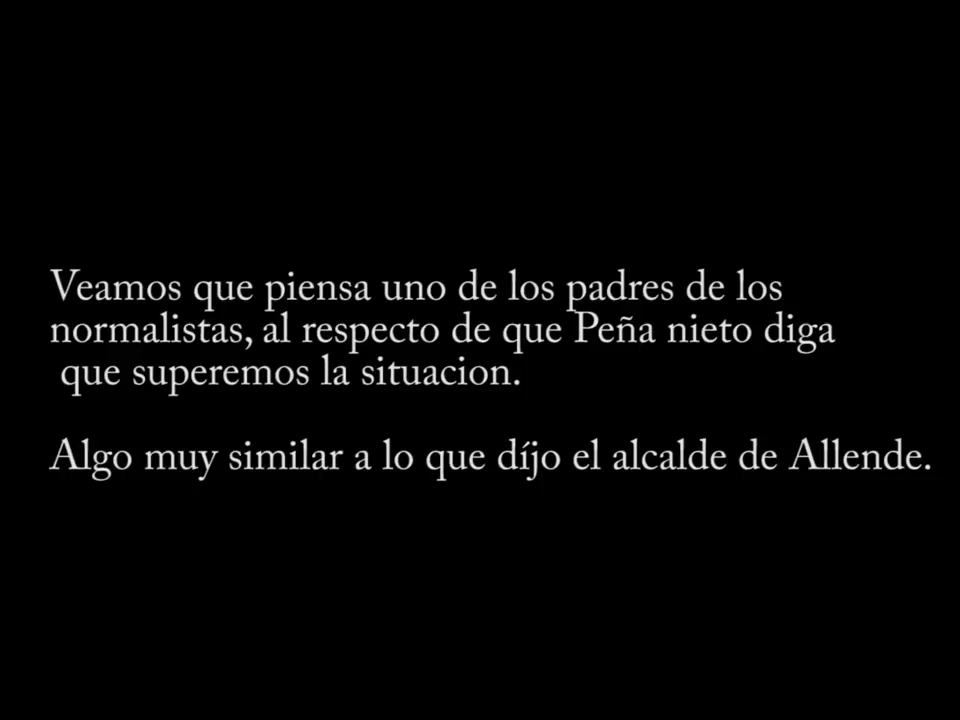 Veamos que piensa uno de los padres de los
normalistas, al respecto de que Peña nieto diga
que superemos la situacion.
Algo muy similar a lo que díjo el alcalde de Allende.